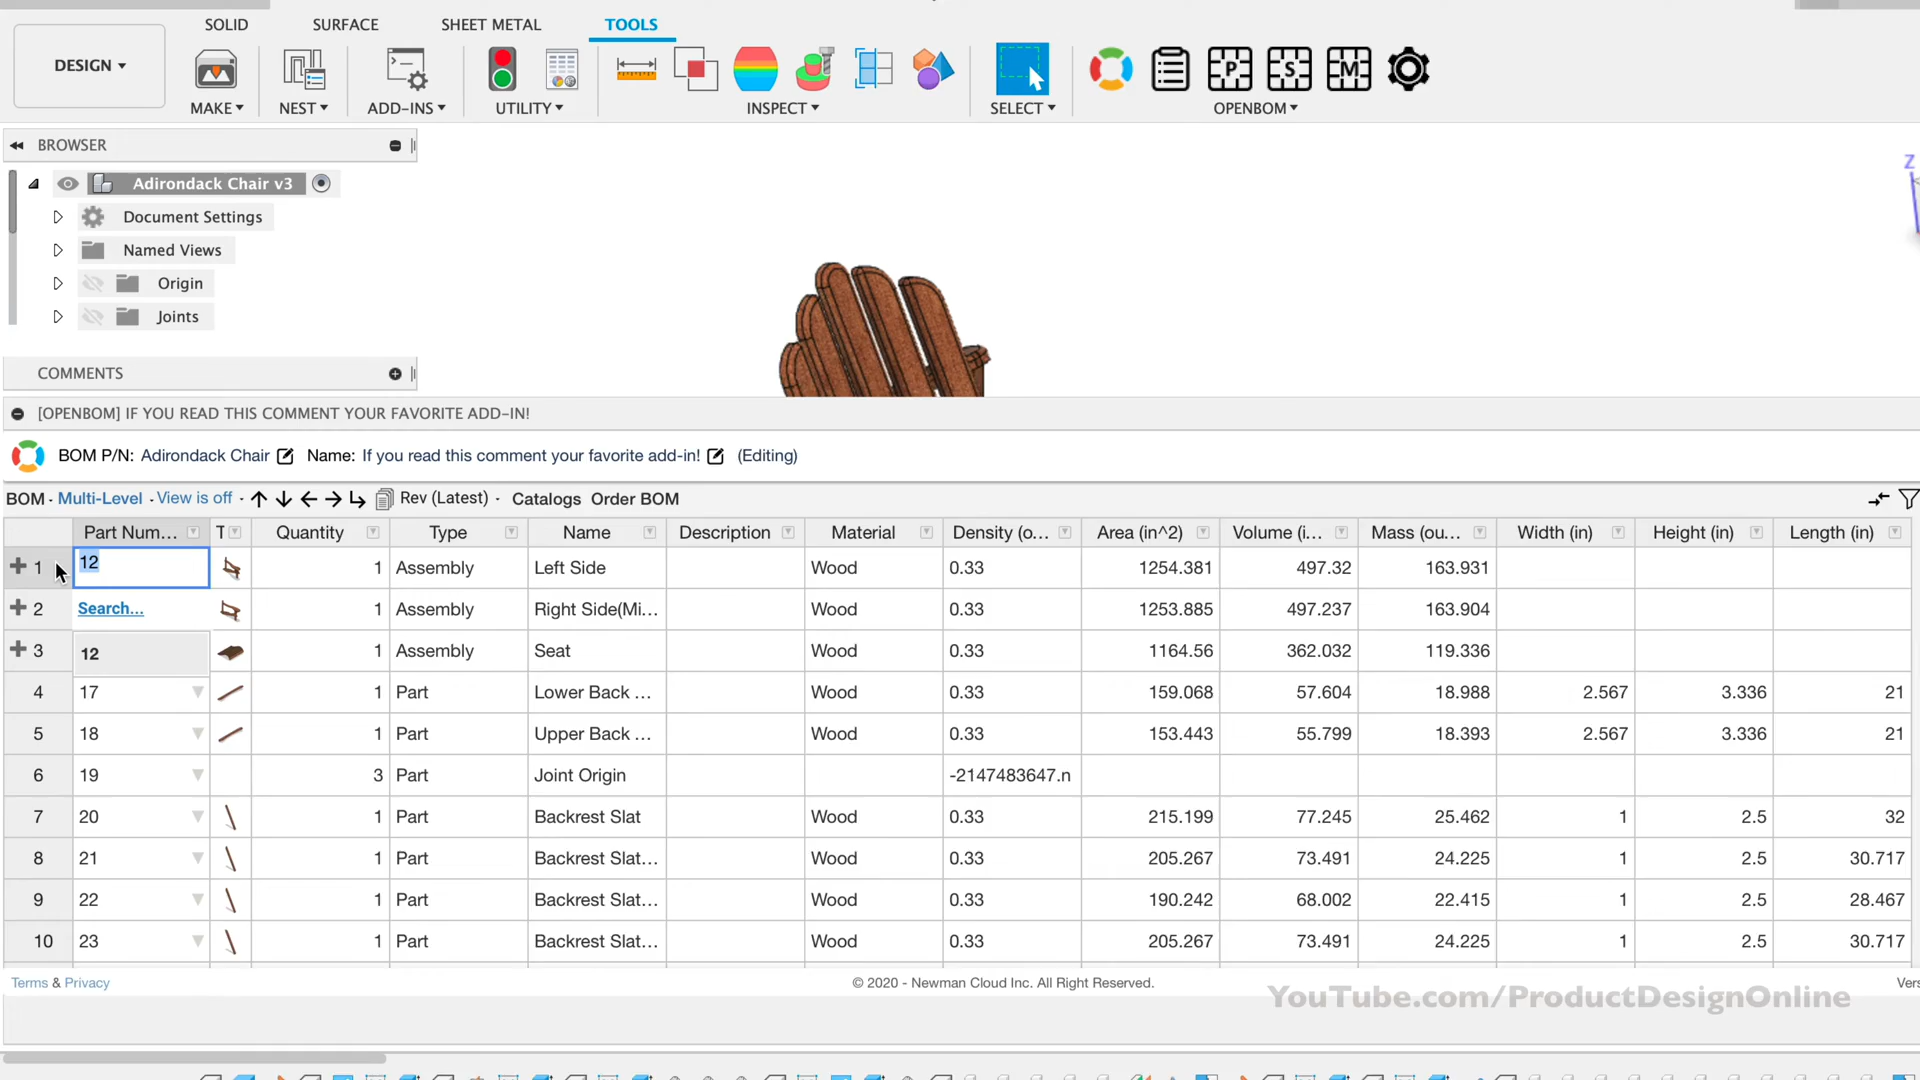 SOLID SURFACE SHEET METAL TOOLS
DESIGN
P S M
MAKE NEST ADD-INS UTILITY INSPECT SELECT OPENBOM
BROWSER
Z
Adirondack Chair v3
Document Settings
Named Views
Origin
Joints
COMMENTS
[OPENBOM] IF YOU READ THIS COMMENT YOUR FAVORITE ADD-IN!
BOM P/N: Adirondack Chair Name: If you read this comment your favorite add-in! (Editing)
BOM - Multi-Level - View is off - Rev (Latest) - Catalogs Order BOM
Part Num... T Quantity Type Name Description Material Density (o... Area (in^2) Volume (i... Mass (ou... Width (in) Height (in) Length (in)
1 12 1 Assembly Left Side Wood 0.33 1254.381 497.32 163.931
2 Search... 1 Assembly Right Side(Mi... Wood 0.33 1253.885 497.237 163.904
3 12 1 Assembly Seat Wood 0.33 1164.56 362.032 119.336
4 17 1 Part Lower Back ... Wood 0.33 159.068 57.604 18.988 2.567 3.336 21
5 18 1 Part Upper Back ... Wood 0.33 153.443 55.799 18.393 2.567 3.336 21
6 19 3 Part Joint Origin -2147483647.n
7 20 1 Part Backrest Slat Wood 0.33 215.199 77.245 25.462 1 2.5 32
8 21 1 Part Backrest Slat... Wood 0.33 205.267 73.491 24.225 1 2.5 30.717
9 22 1 Part Backrest Slat... Wood 0.33 190.242 68.002 22.415 1 2.5 28.467
10 23 1 Part Backrest Slat... Wood 0.33 205.267 73.491 24.225 1 2.5 30.717
Terms & Privacy © 2020 - Newman Cloud Inc. All Right Reserved. Vers
YouTube.com/ProductDesignOnline